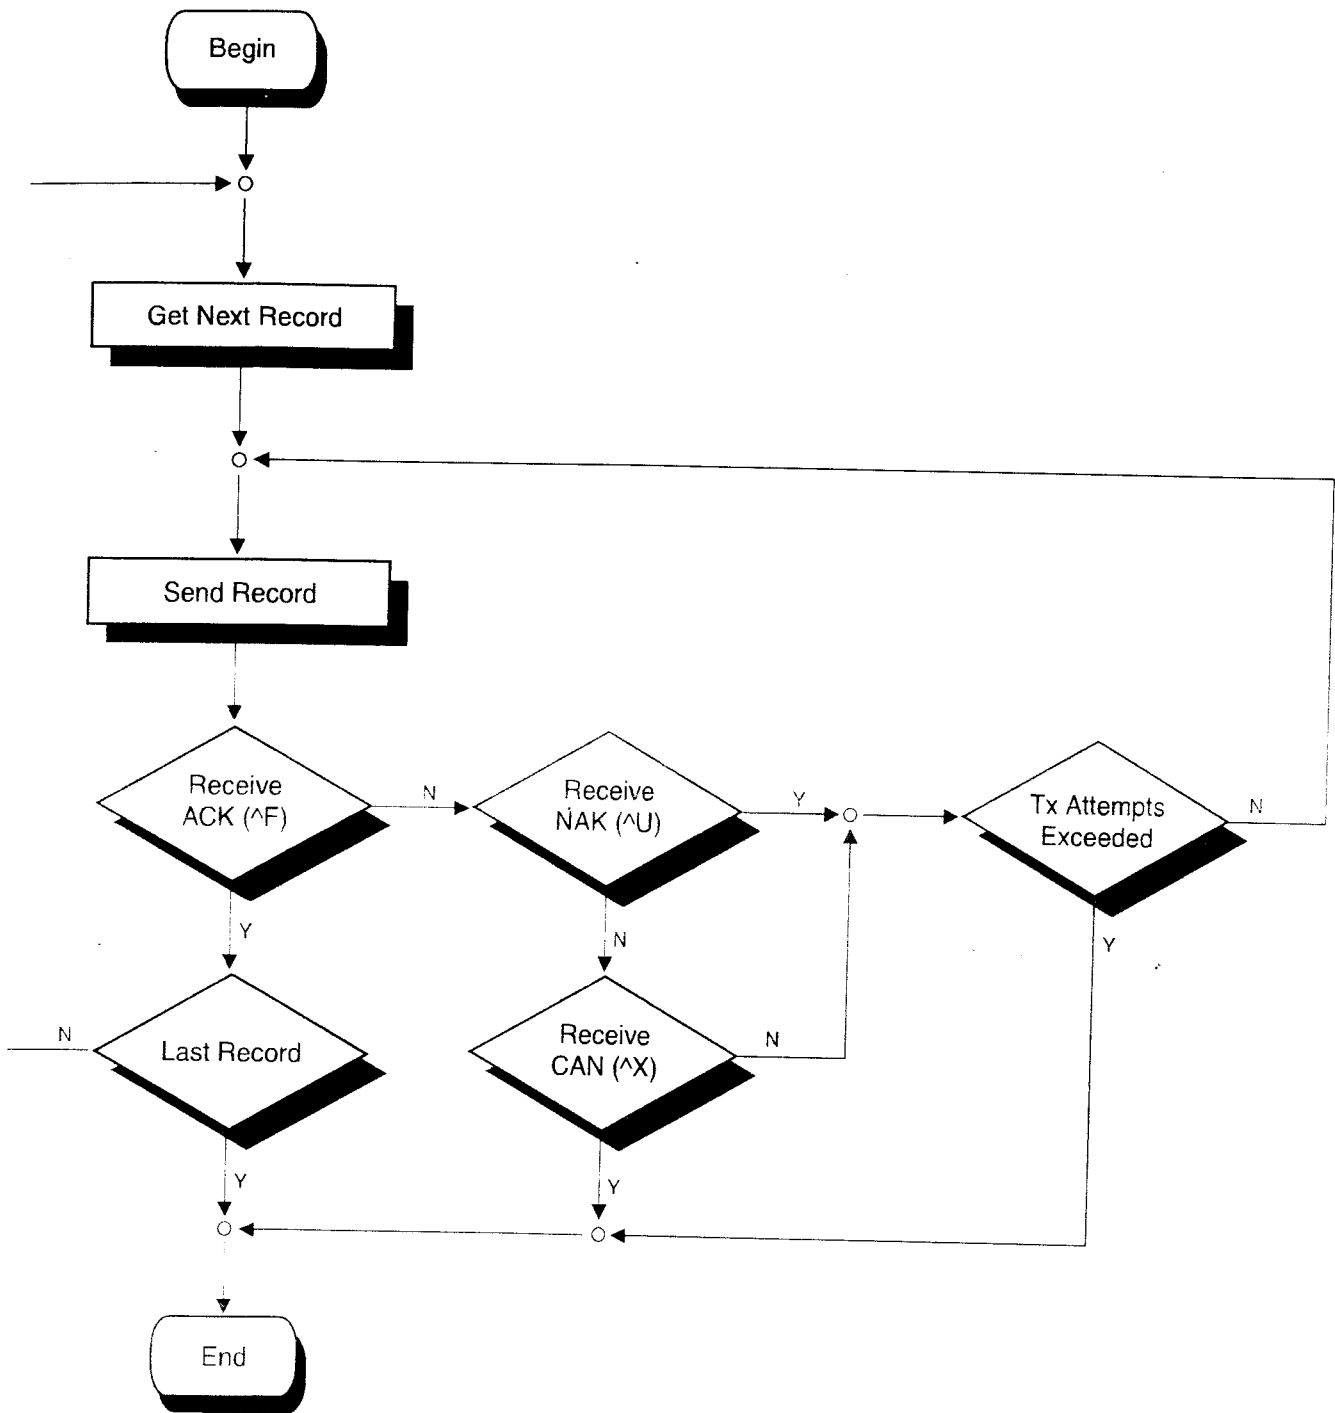 Begin
Get Next Record
Send Record
Receive
ACK (^F)
N
Receive
NAK (^U)
Y
Tx Attempts
Exceeded
N
Y
N
Y
N
Last Record
Receive
CAN (^X)
N
Y
Y
End